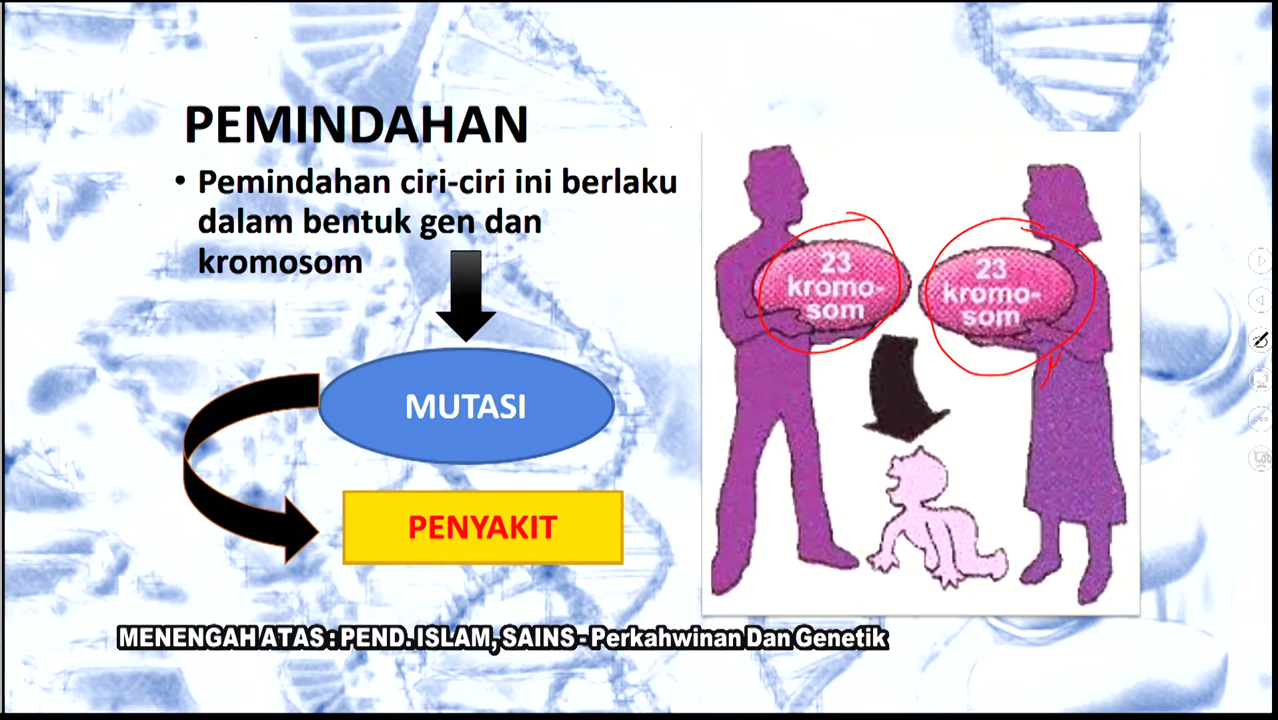 PEMINDAHAN
• Pemindahan ciri-ciri ini berlaku
dalam bentuk gen dan
kromosom
MUTASI
PENYAKIT
23
kromo-
som
23
kromo-
som
MENENGAH ATAS : PEND. ISLAM, SAINS - Perkahwinan Dan Genetik